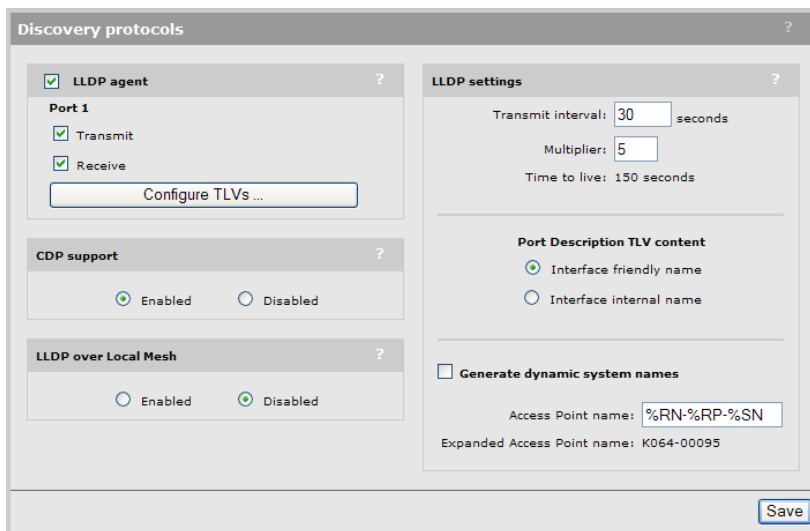 Discovery protocols ?
LLDP agent ?
Port 1
Transmit
Receive
Configure TLVs ...
CDP support ?
Enabled Disabled
LLDP over Local Mesh ?
Enabled Disabled
LLDP settings ?
Transmit interval: 30 seconds
Multiplier: 5
Time to live: 150 seconds
Port Description TLV content
Interface friendly name
Interface internal name
Generate dynamic system names
Access Point name: %RN-%RP-%SN
Expanded Access Point name: K064-00095
Save